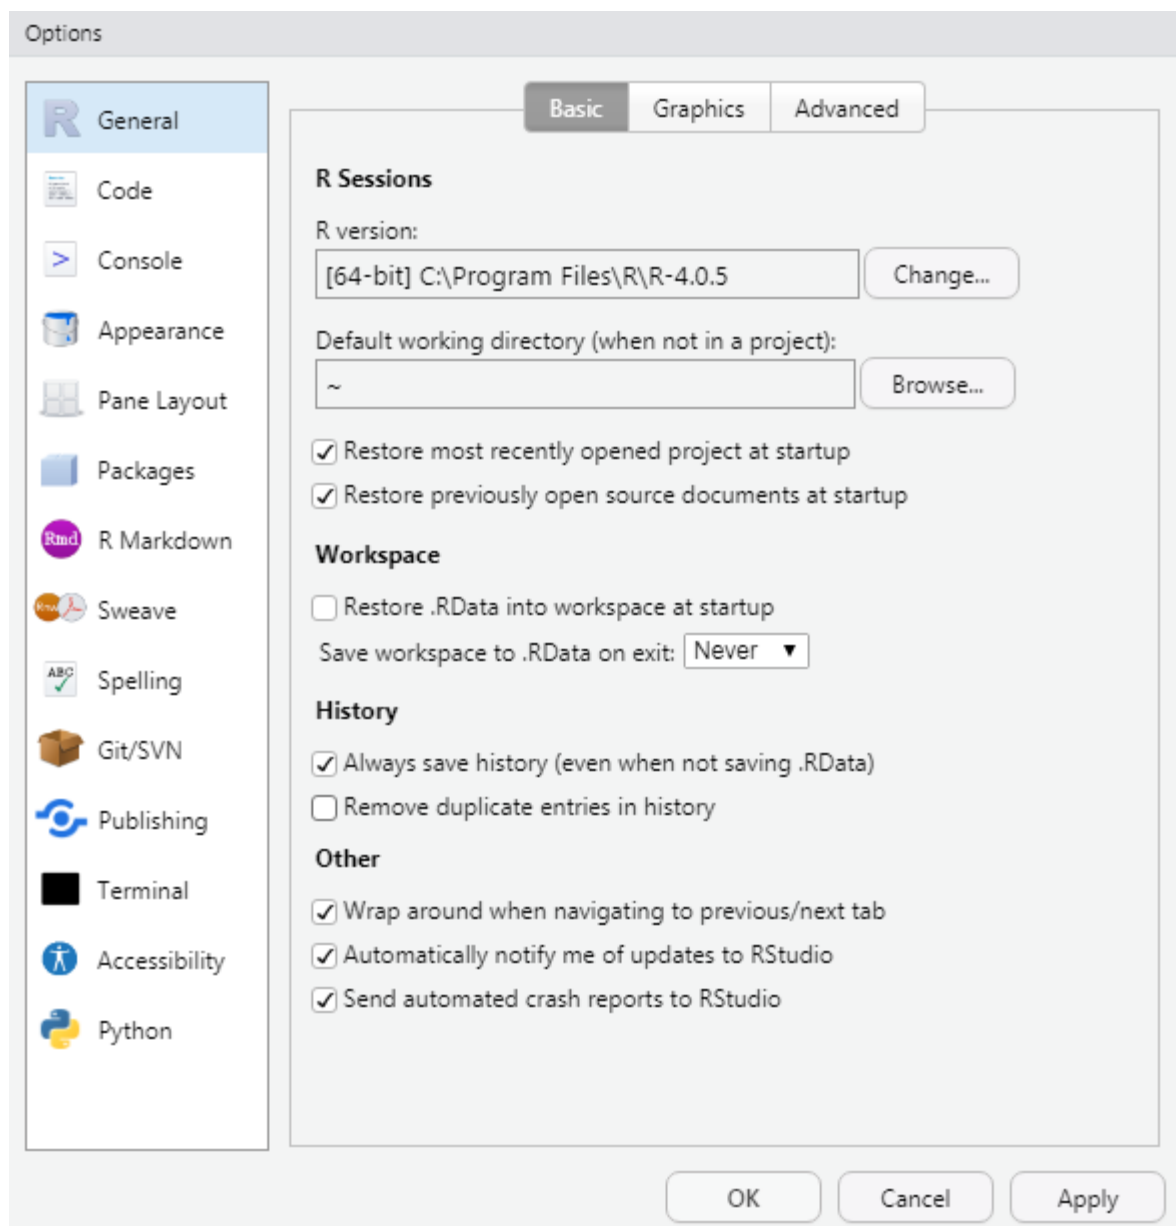 Options
General
Code
Console
Appearance
Pane Layout
Packages
Rmd R Markdown
Rnw Sweave
ABC Spelling
Git/SVN
Publishing
Terminal
Accessibility
Python
Basic Graphics Advanced
R Sessions
R version:
[64-bit] C:\Program Files\R\R-4.0.5 Change...
Default working directory (when not in a project):
~ Browse...
Restore most recently opened project at startup
Restore previously open source documents at startup
Workspace
Restore .RData into workspace at startup
Save workspace to .RData on exit: Never
History
Always save history (even when not saving .RData)
Remove duplicate entries in history
Other
Wrap around when navigating to previous/next tab
Automatically notify me of updates to RStudio
Send automated crash reports to RStudio
OK Cancel Apply